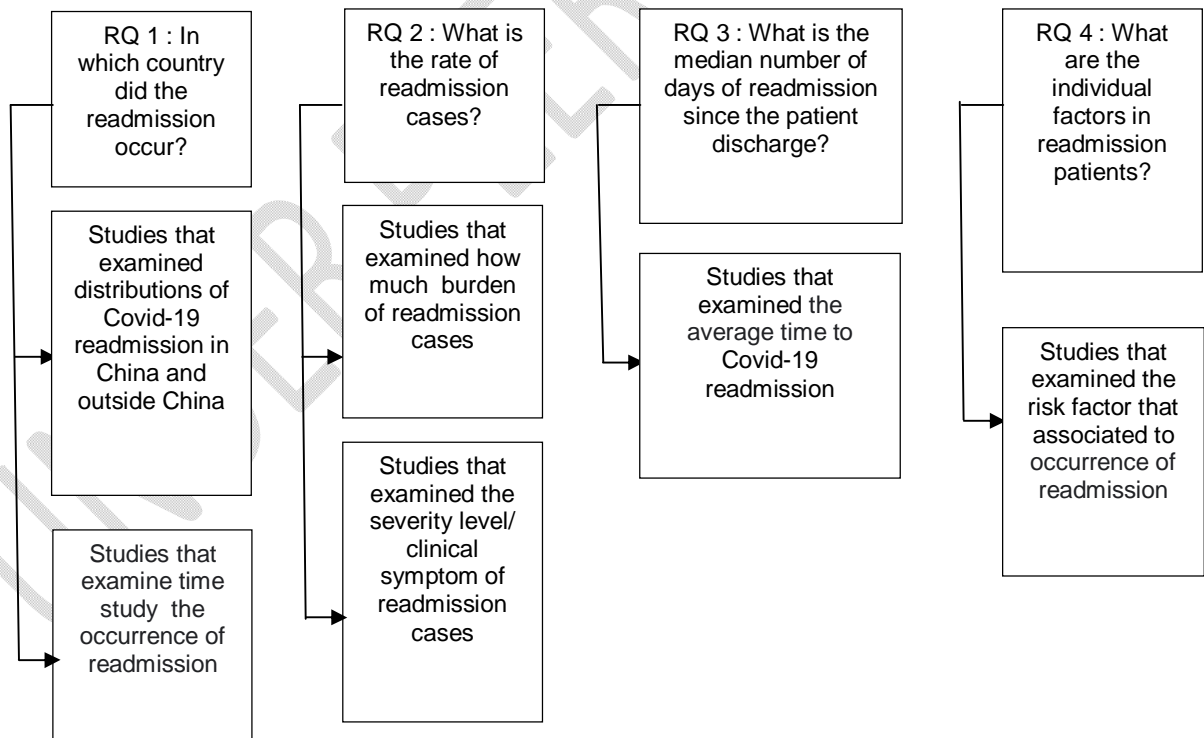 RQ 1 : In
which country
did the
readmission
occur?
Studies that
examined
distributions of
Covid-19
readmission in
China and
outside China
Studies that
examine time
study the
occurrence of
readmission
RQ 2 : What is
the rate of
readmission
cases?
Studies that
examined how
much burden
of readmission
cases
Studies that
examined the
severity level/
clinical
symptom of
readmission
cases
RQ 3 : What is the
median number of
days of readmission
since the patient
discharge?
Studies that
examined the
average time to
Covid-19
readmission
RQ 4 : What
are the
individual
factors in
readmission
patients?
Studies that
examined the
risk factor that
associated to
occurrence of
readmission